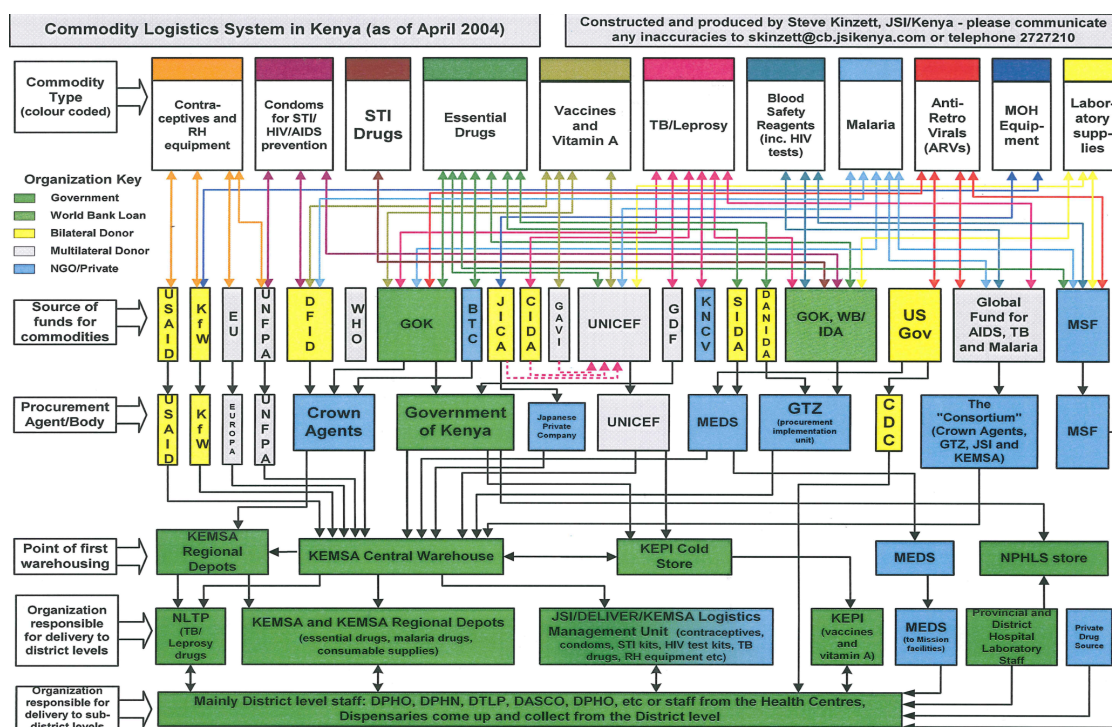 Commodity Logistics System in Kenya (as of April 2004)
Constructed and produced by Steve Kinzett, JSI/Kenya - please communicate
any inaccuracies to skinzett@cb.jsikenya.com or telephone 2727210
Commodity
Type
(colour coded)
Contra-
ceptives and
RH
equipment
Condoms
for STI/
HIV/AIDS
prevention
STI
Drugs
Essential
Drugs
Vaccines
and
Vitamin A
TB/Leprosy
Blood
Safety
Reagents
(inc. HIV
tests)
Malaria
Anti-
Retro
Virals
(ARVs)
MOH
Equip-
ment
Labor-
atory
supp-
lies
Organization Key
Government
World Bank Loan
Bilateral Donor
Multilateral Donor
NGO/Private
Source of
funds for
commodities
USAID
KfW
EU
UNFPA
DFID
WHO
GOK
BTC
JICA
CIDA
GAVI
UNICEF
GDF
KNCV
SIDA
DANIDA
GOK, WB/
IDA
US
Gov
Global
Fund for
AIDS, TB
and Malaria
MSF
Procurement
Agent/Body
USAID
KfW
EUROPA
UNFPA
Crown
Agents
Government
of Kenya
Japanese
Private
Company
UNICEF
MEDS
GTZ
(procurement
implementation
unit)
CDC
The
"Consortium"
(Crown Agents,
GTZ, JSI and
KEMSA)
MSF
Point of first
warehousing
KEMSA
Regional
Depots
KEMSA Central Warehouse
KEPI Cold
Store
MEDS
NPHLS store
Organization
responsible
for delivery to
district levels
NLTP
(TB/
Leprosy
drugs
KEMSA and KEMSA Regional Depots
(essential drugs, malaria drugs,
consumable supplies)
JSI/DELIVER/KEMSA Logistics
Management Unit (contraceptives,
condoms, STI kits, HIV test kits, TB
drugs, RH equipment etc)
KEPI
(vaccines
and
vitamin A)
MEDS
(to Mission
facilities)
Provincial and
District
Hospital
Laboratory
Staff
Private
Drug
Source
Organization
responsible for
delivery to sub-
district levels
Mainly District level staff: DPHO, DPHN, DTLP, DASCO, DPHO, etc or staff from the Health Centres,
Dispensaries come up and collect from the District level